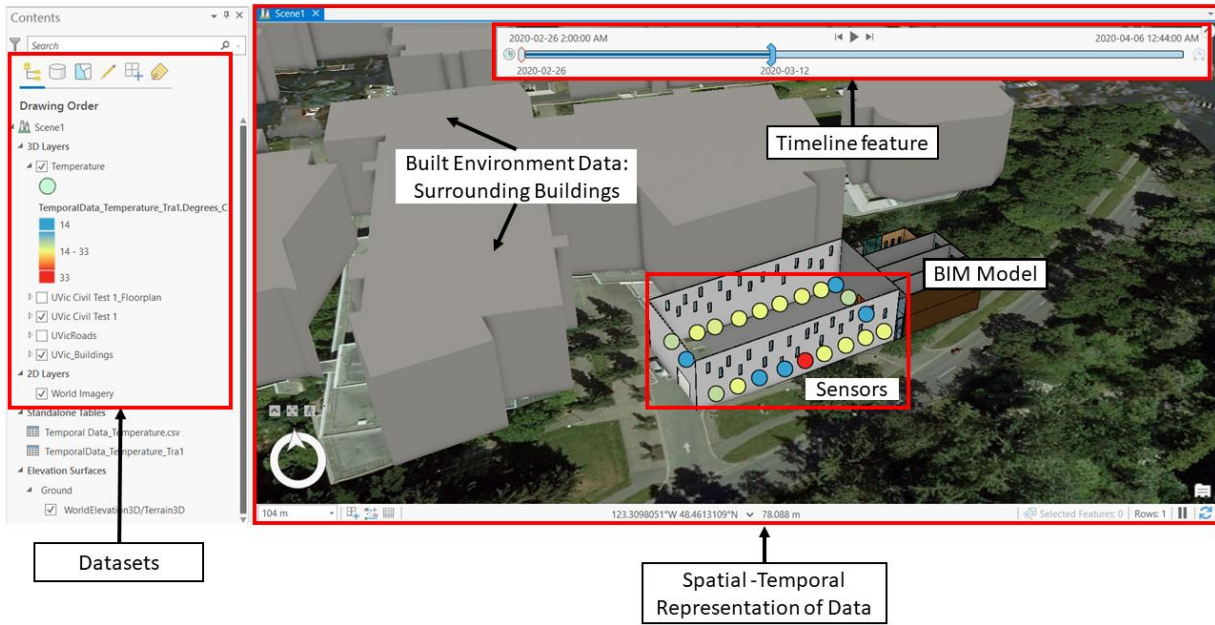 Contents
Search
Drawing Order
Scene1
3D Layers
Temperature
TemporalData_Temperature_Tra1.Degrees_C
14
14 - 33
33
UVic Civil Test 1_Floorplan
UVic Civil Test 1
UVicRoads
UVic_Buildings
2D Layers
World Imagery
Standalone Tables
Temporal Data_Temperature.csv
TemporalData_Temperature_Tra1
Elevation Surfaces
Ground
WorldElevation3D/Terrain3D
Datasets
Scene1
2020-02-26 2:00:00 AM
2020-04-06 12:44:00 AM
2020-02-26
2020-03-12
Timeline feature
Built Environment Data:
Surrounding Buildings
BIM Model
Sensors
104 m
123.3098051°W 48.4613109°N
78.088 m
Selected Features: 0
Rows: 1
Spatial -Temporal
Representation of Data